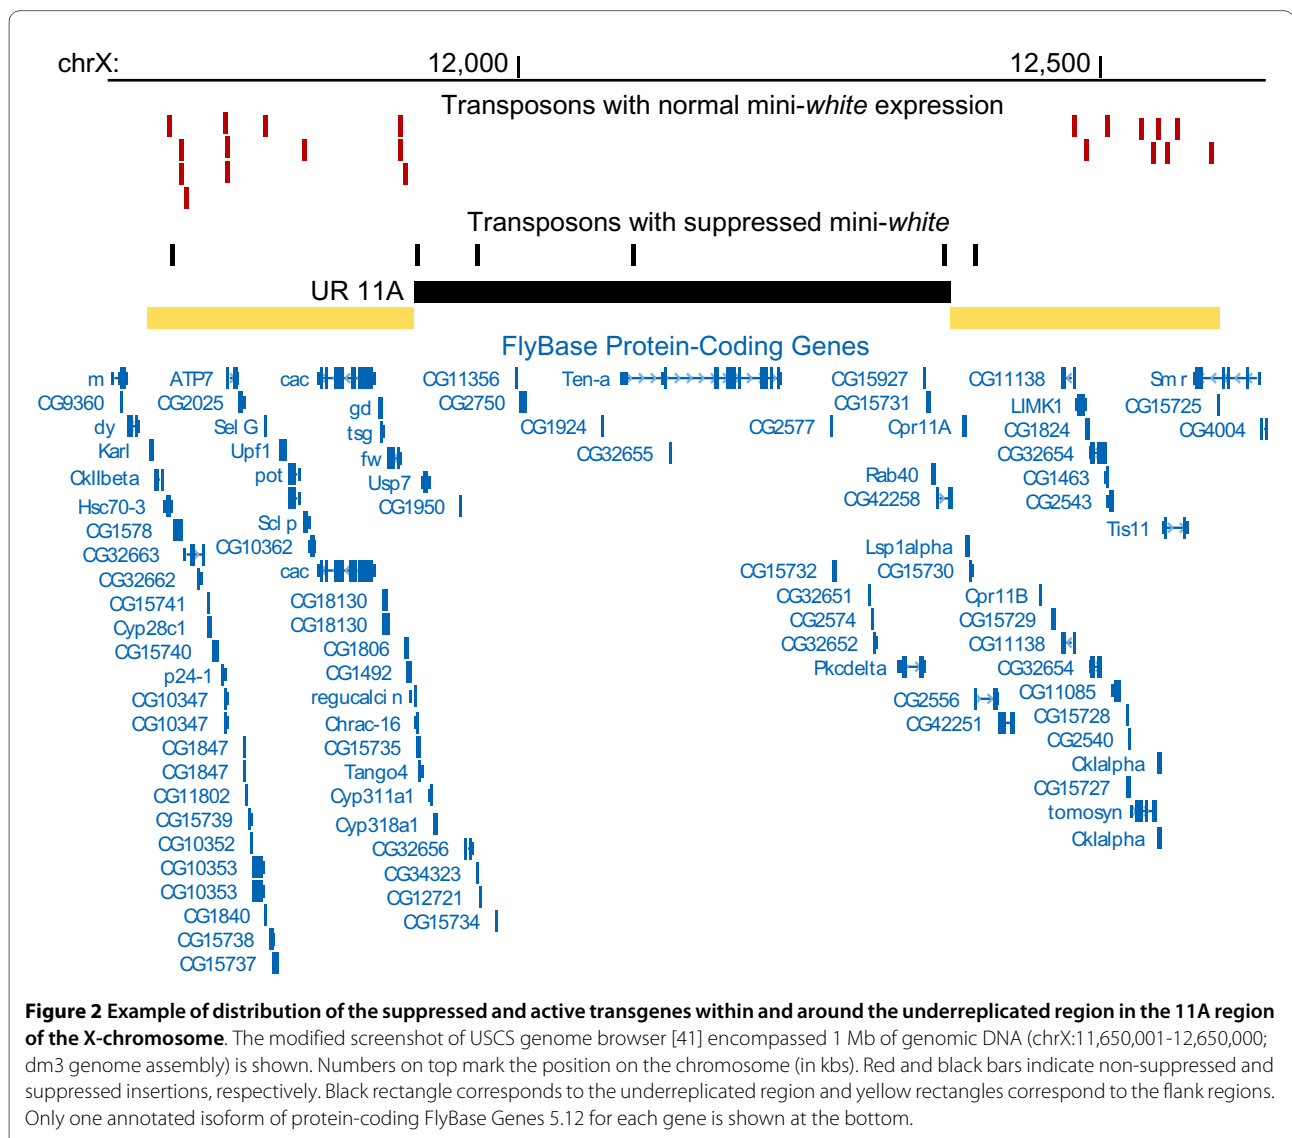 chrX:
12,000
12,500
Transposons with normal mini-white expression
Transposons with suppressed mini-white
UR 11A
FlyBase Protein-Coding Genes
m
ATP7
cac
CG11356
Ten-a
CG15927
CG11138
Sm r
CG9360
CG2025
gd
CG2750
CG15731
LIMK1
CG15725
dy
Sel G
tsg
CG1924
CG2577
Cpr11A
CG1824
CG4004
Karl
Upf1
fw
CG32655
CG32654
CkIIbeta
pot
Usp7
Rab40
CG1463
Hsc70-3
CG1950
CG42258
CG2543
CG1578
Scl p
Tis11
CG32663
CG10362
Lsp1alpha
CG32662
cac
CG15732
CG15730
CG15741
CG18130
CG32651
Cpr11B
Cyp28c1
CG18130
CG2574
CG15729
CG15740
CG1806
CG32652
CG11138
p24-1
CG1492
Pkcdelta
CG32654
CG10347
regucalci n
CG2556
CG11085
CG10347
Chrac-16
CG42251
CG15728
CG1847
CG15735
CG2540
CG1847
Tango4
CkIalpha
CG11802
Cyp311a1
CG15727
CG15739
Cyp318a1
tomosyn
CG10352
CG32656
CkIalpha
CG10353
CG34323
CG10353
CG12721
CG1840
CG15734
CG15738
CG15737
Figure 2 Example of distribution of the suppressed and active transgenes within and around the underreplicated region in the 11A region
of the X-chromosome. The modified screenshot of USCS genome browser [41] encompassed 1 Mb of genomic DNA (chrX:11,650,001-12,650,000;
dm3 genome assembly) is shown. Numbers on top mark the position on the chromosome (in kbs). Red and black bars indicate non-suppressed and
suppressed insertions, respectively. Black rectangle corresponds to the underreplicated region and yellow rectangles correspond to the flank regions.
Only one annotated isoform of protein-coding FlyBase Genes 5.12 for each gene is shown at the bottom.